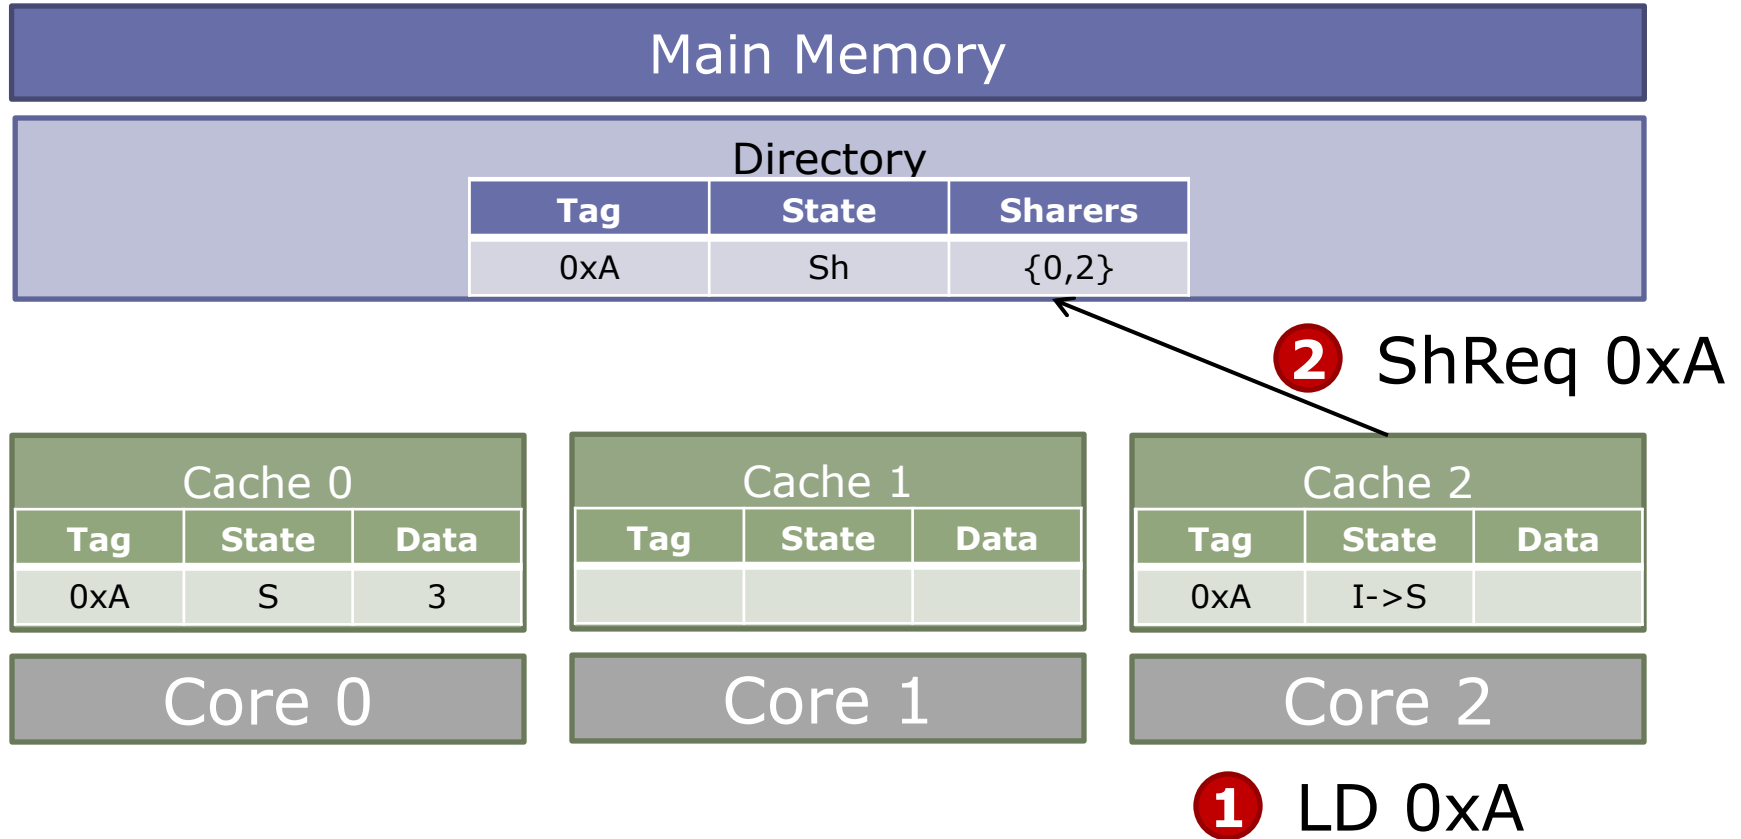 Main Memory
Directory
Tag State Sharers
0xA Sh {0,2}
2 ShReq 0xA
Cache 0 Cache 1 Cache 2
Tag State Data Tag State Data Tag State Data
0xA S 3 0xA I->S
Core 0 Core 1 Core 2
1 LD 0xA